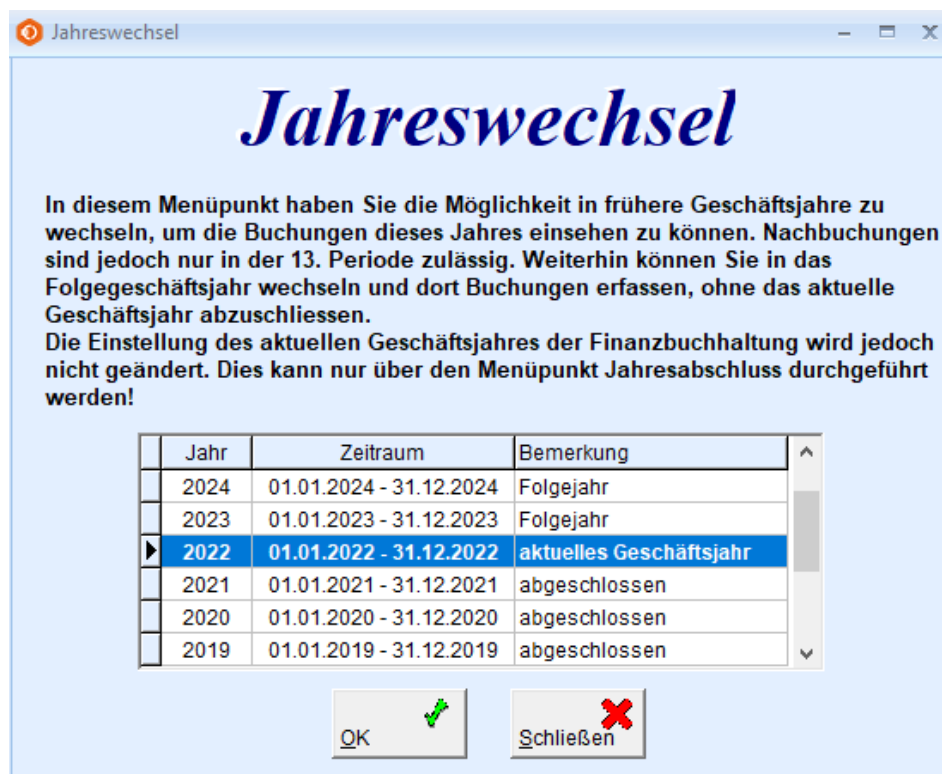 Jahreswechsel
Jahreswechsel
In diesem Menüpunkt haben Sie die Möglichkeit in frühere Geschäftsjahre zu
wechseln, um die Buchungen dieses Jahres einsehen zu können. Nachbuchungen
sind jedoch nur in der 13. Periode zulässig. Weiterhin können Sie in das
Folgegeschäftsjahr wechseln und dort Buchungen erfassen, ohne das aktuelle
Geschäftsjahr abzuschliessen.
Die Einstellung des aktuellen Geschäftsjahres der Finanzbuchhaltung wird jedoch
nicht geändert. Dies kann nur über den Menüpunkt Jahresabschluss durchgeführt
werden!
Jahr Zeitraum Bemerkung
2024 01.01.2024 - 31.12.2024 Folgejahr
2023 01.01.2023 - 31.12.2023 Folgejahr
2022 01.01.2022 - 31.12.2022 aktuelles Geschäftsjahr
2021 01.01.2021 - 31.12.2021 abgeschlossen
2020 01.01.2020 - 31.12.2020 abgeschlossen
2019 01.01.2019 - 31.12.2019 abgeschlossen
OK Schließen